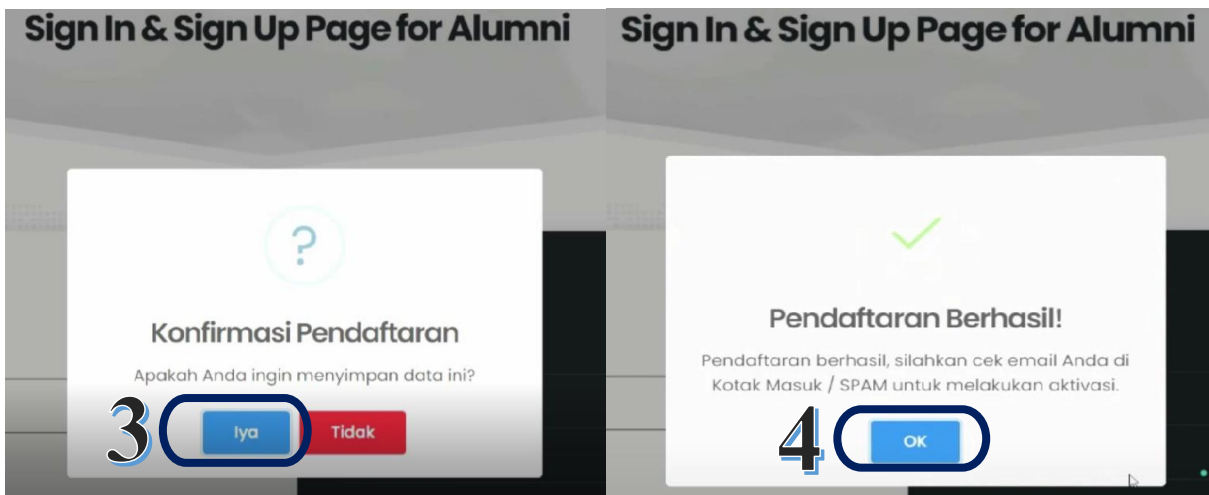 Sign In & Sign Up Page for Alumni
?
Konfirmasi Pendaftaran
Apakah Anda ingin menyimpan data ini?
3
Iya
Tidak
Sign In & Sign Up Page for Alumni
Pendaftaran Berhasil!
Pendaftaran berhasil, silahkan cek email Anda di
Kotak Masuk / SPAM untuk melakukan aktivasi.
4
OK